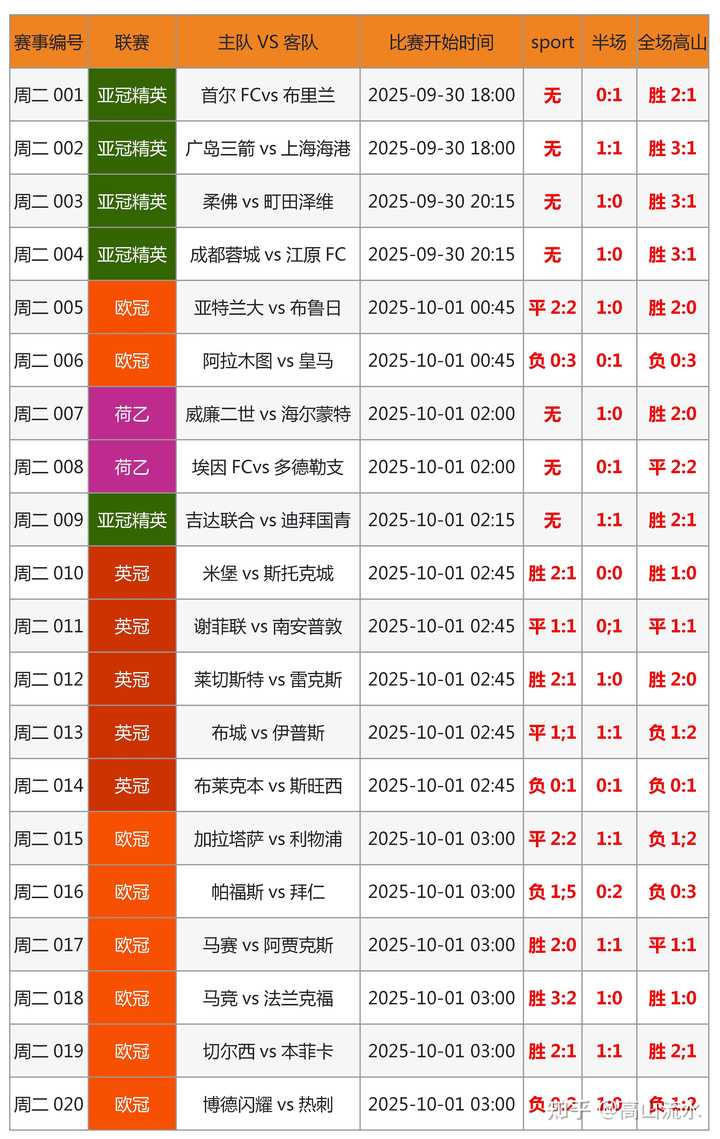 赛事编号 联赛 主队 VS 客队 比赛开始时间 sport 半场 全场高山
周二 001 亚冠精英 首尔 FCvs 布里兰 2025-09-30 18:00 无 0:1 胜 2:1
周二 002 亚冠精英 广岛三箭 vs 上海海港 2025-09-30 18:00 无 1:1 胜 3:1
周二 003 亚冠精英 柔佛 vs 町田泽维 2025-09-30 20:15 无 1:0 胜 3:1
周二 004 亚冠精英 成都蓉城 vs 江原 FC 2025-09-30 20:15 无 1:0 胜 3:1
周二 005 欧冠 亚特兰大 vs 布鲁日 2025-10-01 00:45 平 2:2 1:0 胜 2:0
周二 006 欧冠 阿拉木图 vs 皇马 2025-10-01 00:45 负 0:3 0:1 负 0:3
周二 007 荷乙 威廉二世 vs 海尔蒙特 2025-10-01 02:00 无 1:0 胜 2:0
周二 008 荷乙 埃因 FCvs 多德勒支 2025-10-01 02:00 无 0:1 平 2:2
周二 009 亚冠精英 吉达联合 vs 迪拜国青 2025-10-01 02:15 无 1:1 胜 2:1
周二 010 英冠 米堡 vs 斯托克城 2025-10-01 02:45 胜 2:1 0:0 胜 1:0
周二 011 英冠 谢菲联 vs 南安普敦 2025-10-01 02:45 平 1:1 0;1 平 1:1
周二 012 英冠 莱切斯特 vs 雷克斯 2025-10-01 02:45 胜 2:1 1:0 胜 2:0
周二 013 英冠 布城 vs 伊普斯 2025-10-01 02:45 平 1;1 1:1 负 1:2
周二 014 英冠 布莱克本 vs 斯旺西 2025-10-01 02:45 负 0:1 0:1 负 0:1
周二 015 欧冠 加拉塔萨 vs 利物浦 2025-10-01 03:00 平 2:2 1:1 负 1;2
周二 016 欧冠 帕福斯 vs 拜仁 2025-10-01 03:00 负 1;5 0:2 负 0:3
周二 017 欧冠 马赛 vs 阿贾克斯 2025-10-01 03:00 胜 2:0 1:1 平 1:1
周二 018 欧冠 马竞 vs 法兰克福 2025-10-01 03:00 胜 3:2 1:0 胜 1:0
周二 019 欧冠 切尔西 vs 本菲卡 2025-10-01 03:00 胜 2:1 1:1 胜 2;1
周二 020 欧冠 博德闪耀 vs 热刺 2025-10-01 03:00 负 0:2 1:0 负 1:2
知乎 @高山流水